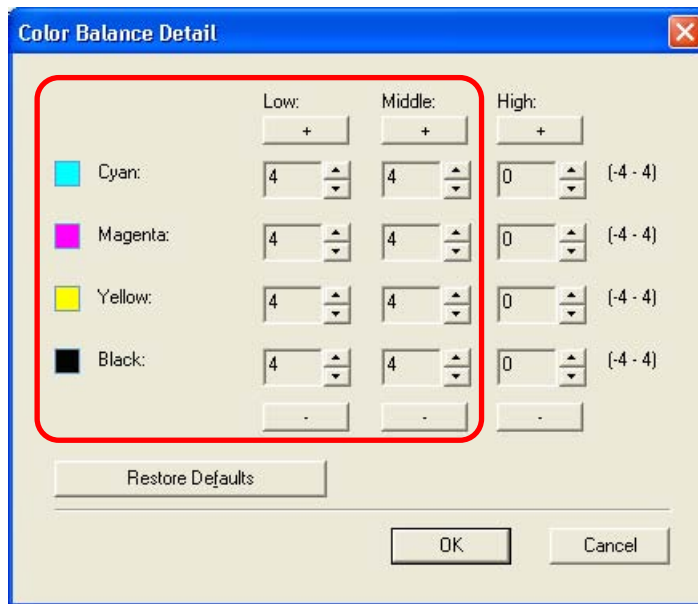 Color Balance Detail
Low: Middle: High:
+ + +
Cyan: 4 4 0 (-4 - 4)
Magenta: 4 4 0 (-4 - 4)
Yellow: 4 4 0 (-4 - 4)
Black: 4 4 0 (-4 - 4)
- - -
Restore Defaults
OK Cancel